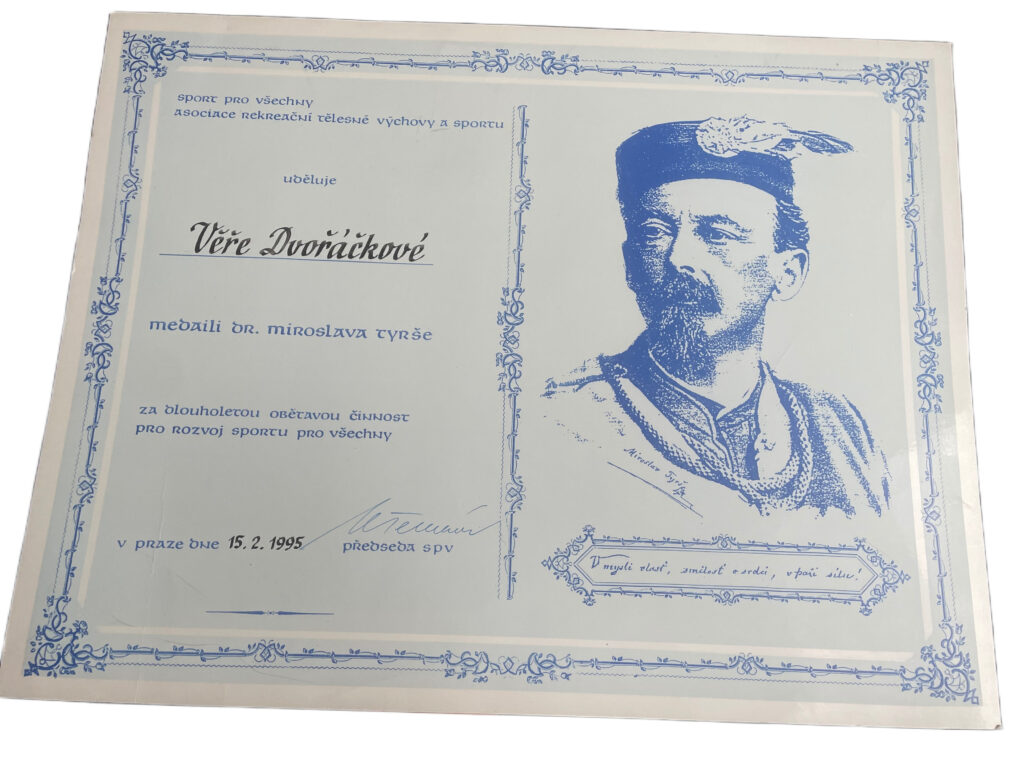 sport pro všechny
asociace rekreační tělesné výchovy a sportu
uděluje
Věře Dvořáčkové
medaili dr. miroslava tyrše
za dlouholetou obětavou činnost
pro rozvoj sportu pro všechny
v praze dne 15.2.1995
předseda spv
Miroslav Tyrš
V mysli vlast, smělost v srdci, v paži sílu!